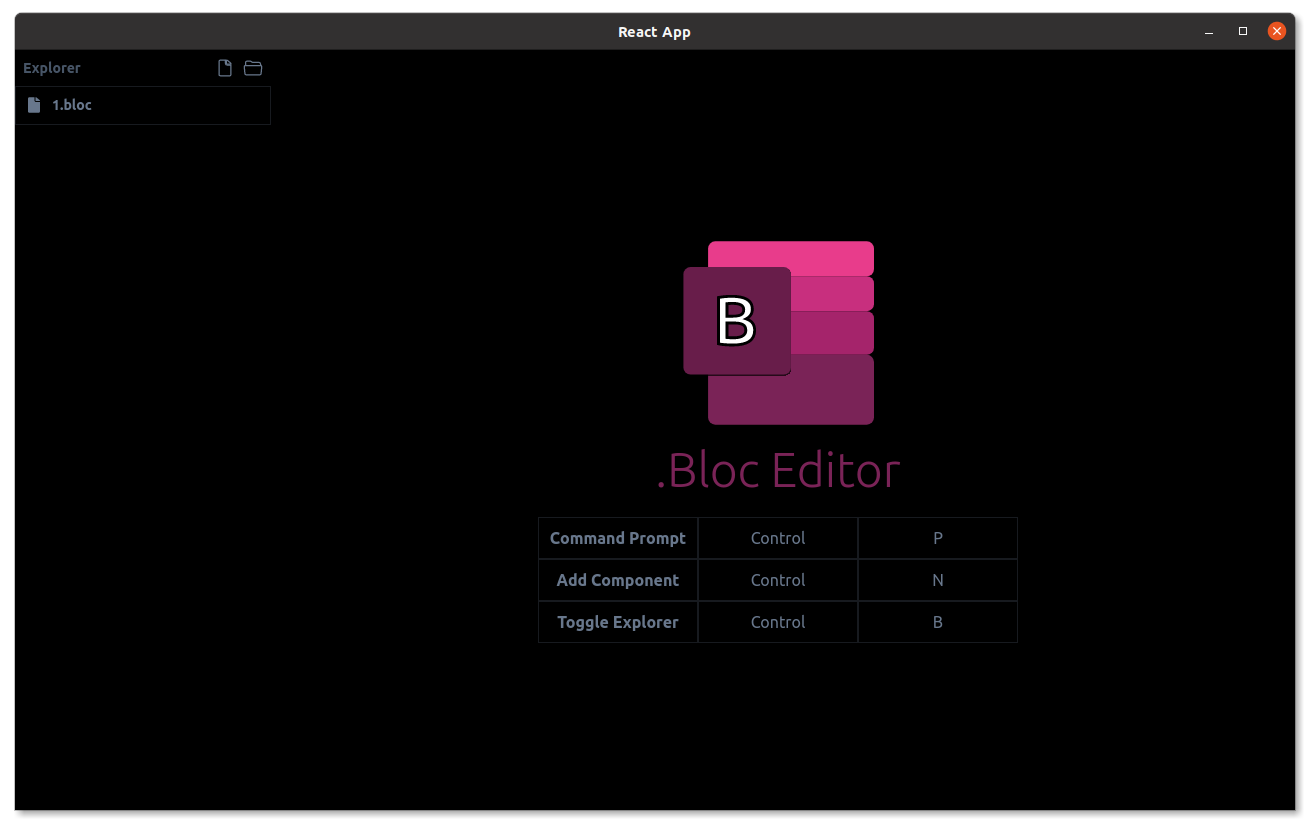 React App
Explorer
1.bloc
B
.Bloc Editor
Command Prompt Control P
Add Component Control N
Toggle Explorer Control B